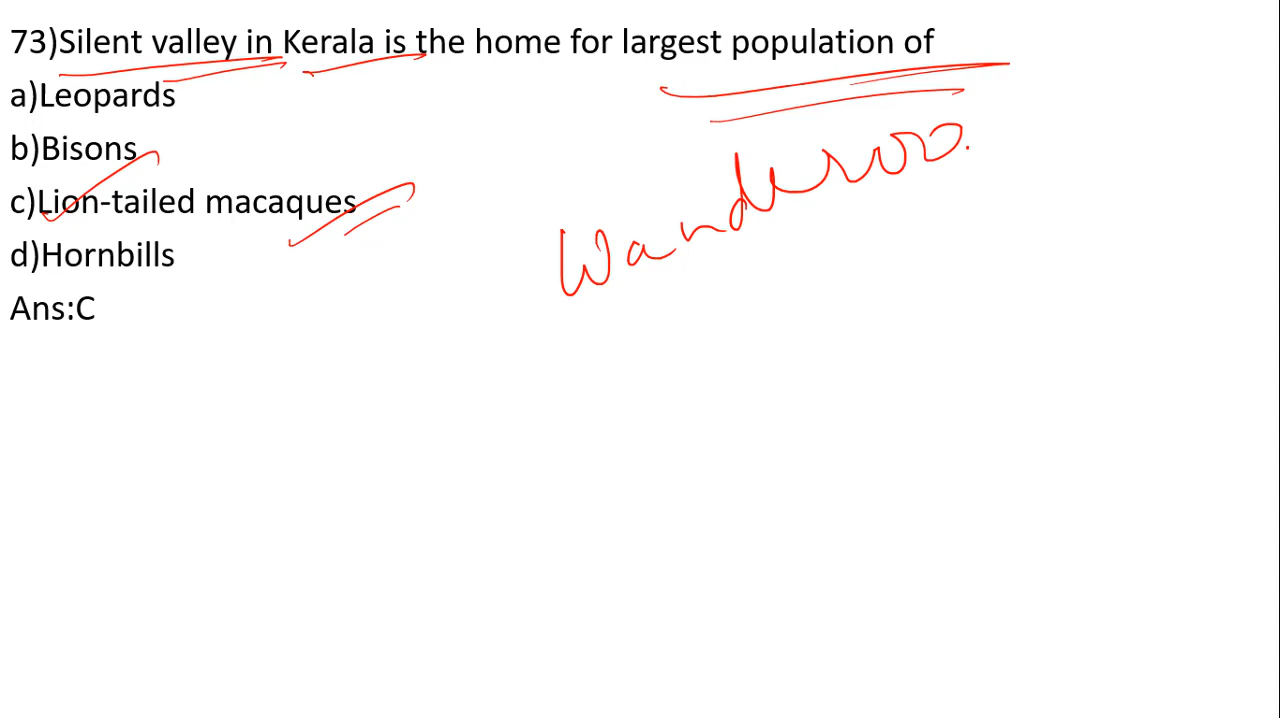 73)Silent valley in Kerala is the home for largest population of
a)Leopards
b)Bisons
c)Lion-tailed macaques
d)Hornbills
Ans:C
Wanderoo.